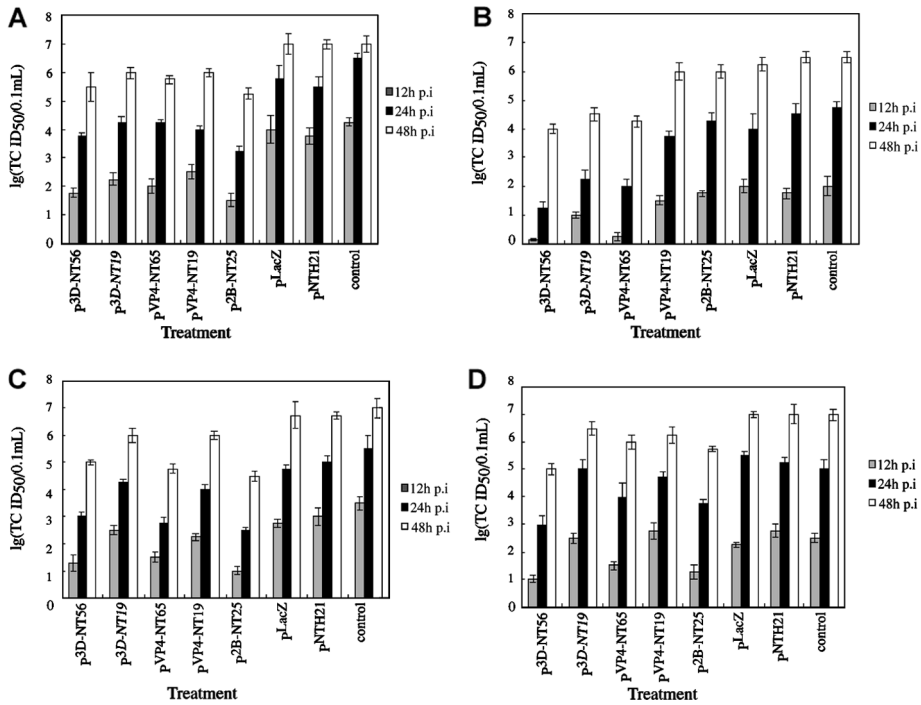 A
lg(TC ID50/0.1mL)
8
7
6
5
4
3
2
1
0
p3D-NT56
p3D-NT19
pVP4-NT65
pVP4-NT19
p2B-NT25
pLacZ
pNTH21
control
Treatment
12h p.i
24h p.i
48h p.i
B
lg(TC ID50/0.1mL)
8
7
6
5
4
3
2
1
0
p3D-NT56
p3D-NT19
pVP4-NT65
pVP4-NT19
p2B-NT25
pLacZ
pNTH21
control
Treatment
12h p.i
24h p.i
48h p.i
C
lg(TC ID50/0.1mL)
8
7
6
5
4
3
2
1
0
p3D-NT56
p3D-NT19
pVP4-NT65
pVP4-NT19
p2B-NT25
pLacZ
pNTH21
control
Treatment
12h p.i
24h p.i
48h p.i
D
lg(TC ID50/0.1mL)
8
7
6
5
4
3
2
1
0
p3D-NT56
p3D-NT19
pVP4-NT65
pVP4-NT19
p2B-NT25
pLacZ
pNTH21
control
Treatment
12h p.i
24h p.i
48h p.i